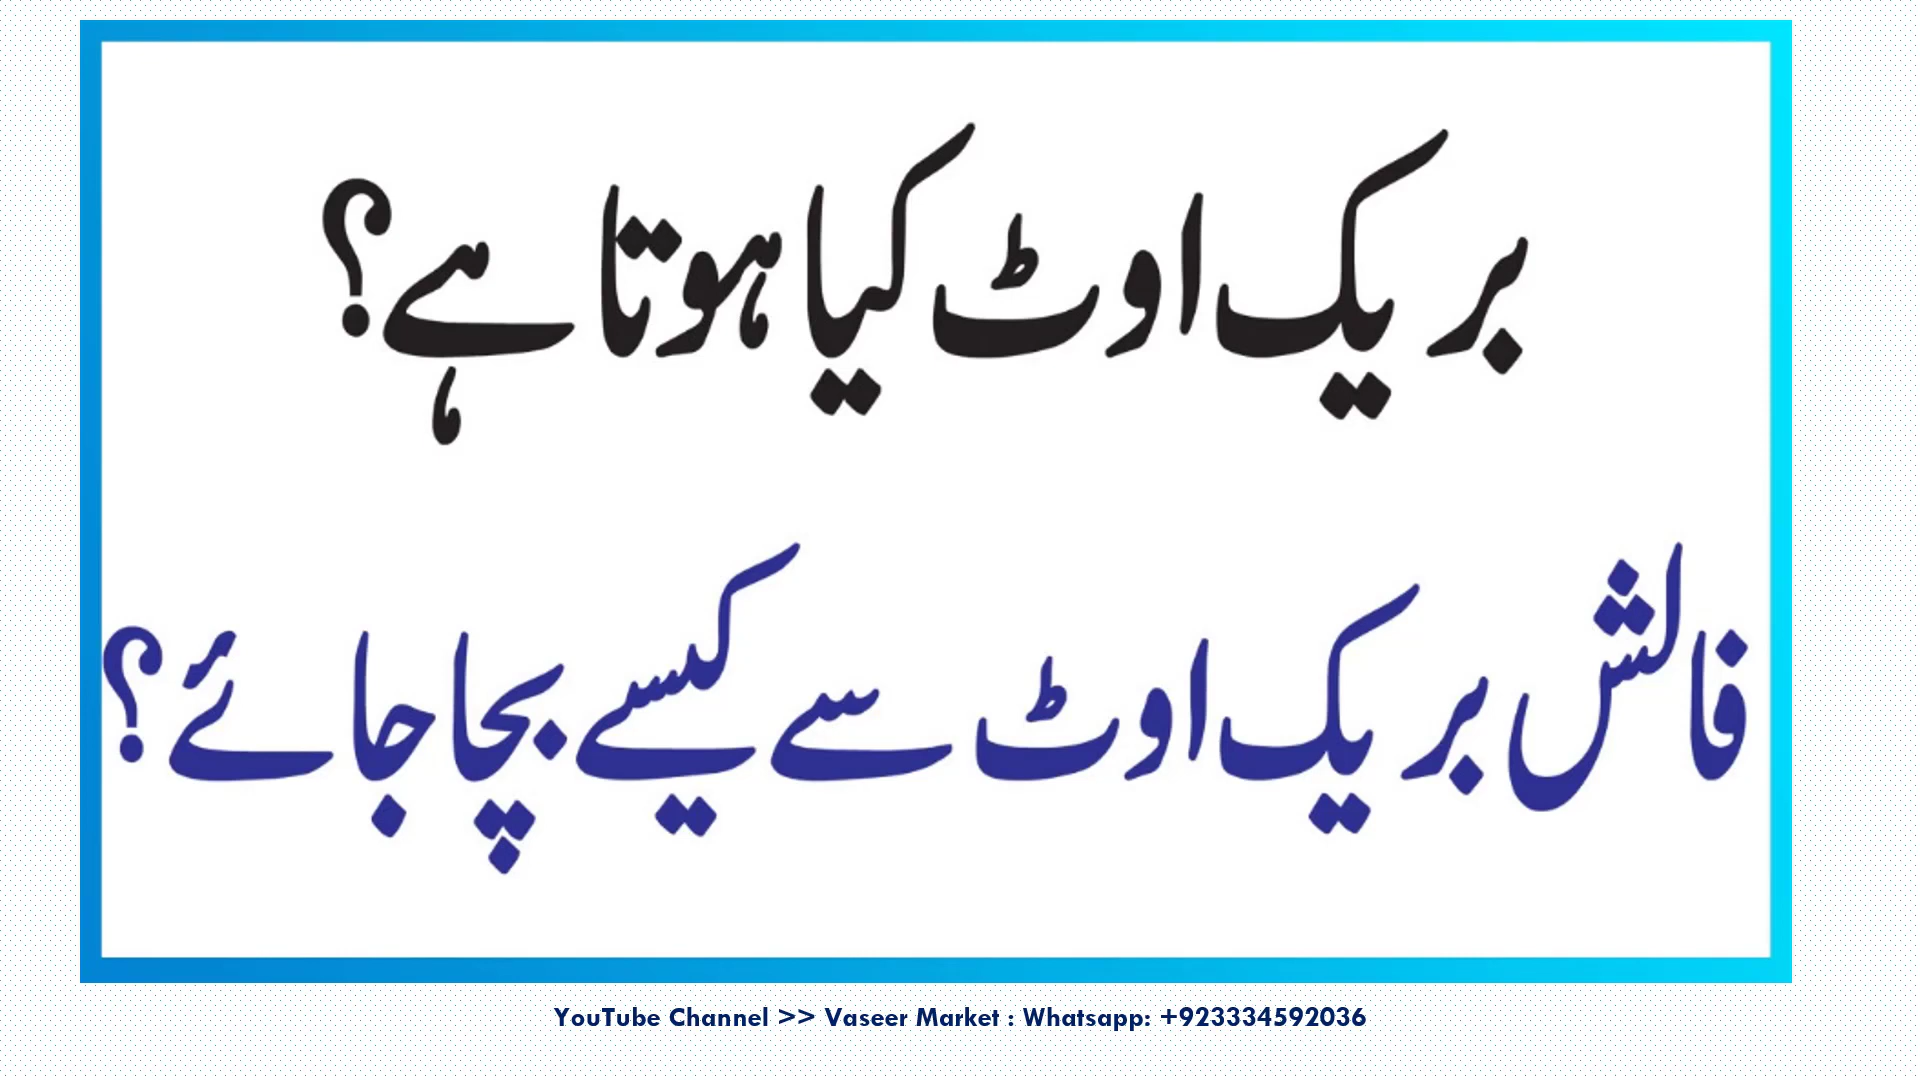 بریک اوٹ کیا ہوتا ہے؟
فالش بریک اوٹ سے کیسے بچا جائے؟
YouTube Channel >> Vaseer Market : Whatsapp: +923334592036